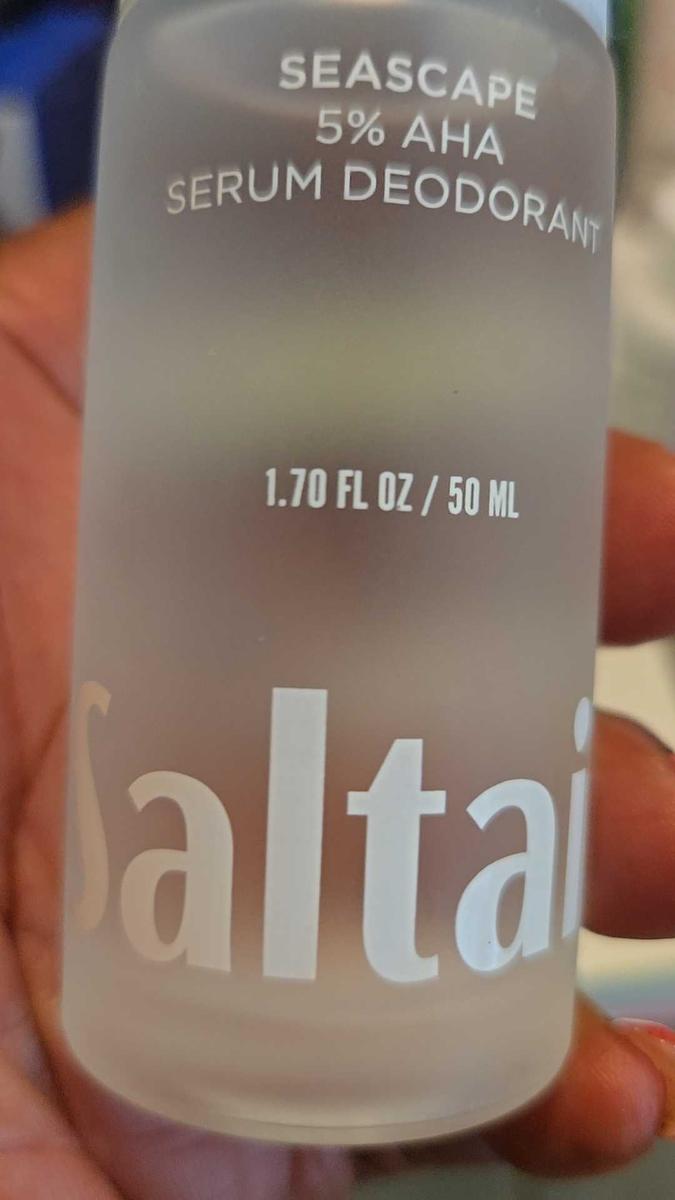 SEASCAPE
5% AHA
SERUM DEODORANT
1.70 FL OZ / 50 ML
Saltai